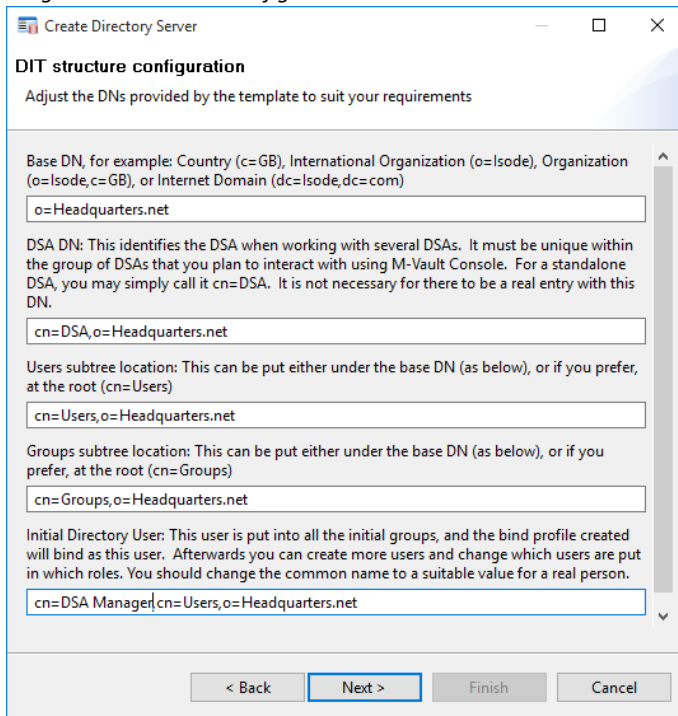 Create Directory Server
DIT structure configuration
Adjust the DNs provided by the template to suit your requirements
Base DN, for example: Country (c=GB), International Organization (o=Isode), Organization
(o=Isode,c=GB), or Internet Domain (dc=Isode,dc=com)
o=Headquarters.net
DSA DN: This identifies the DSA when working with several DSAs.  It must be unique within
the group of DSAs that you plan to interact with using M-Vault Console.  For a standalone
DSA, you may simply call it cn=DSA.  It is not necessary for there to be a real entry with this
DN.
cn=DSA,o=Headquarters.net
Users subtree location: This can be put either under the base DN (as below), or if you prefer,
at the root (cn=Users)
cn=Users,o=Headquarters.net
Groups subtree location: This can be put either under the base DN (as below), or if you
prefer, at the root (cn=Groups)
cn=Groups,o=Headquarters.net
Initial Directory User: This user is put into all the initial groups, and the bind profile created
will bind as this user.  Afterwards you can create more users and change which users are put
in which roles. You should change the common name to a suitable value for a real person.
cn=DSA Manager,cn=Users,o=Headquarters.net
< Back Next > Finish Cancel